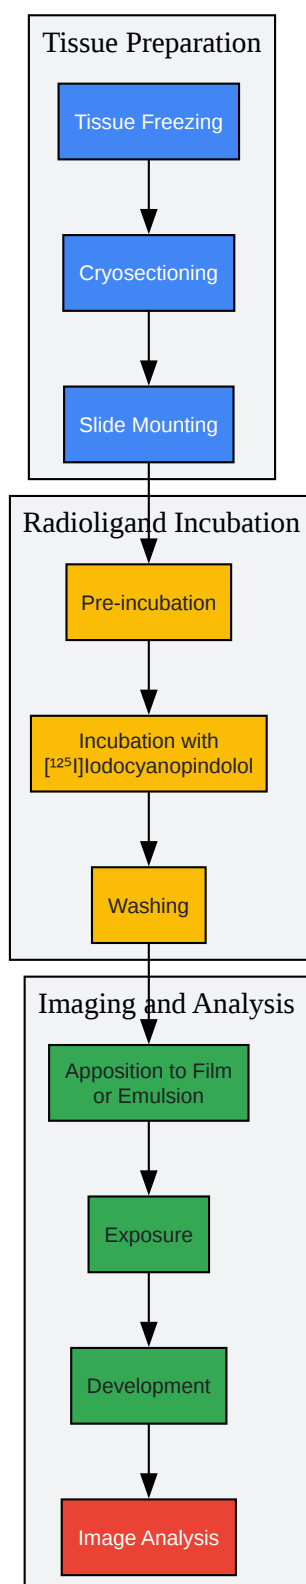 Tissue Preparation
Tissue Freezing
Cryosectioning
Slide Mounting
Radioligand Incubation
Pre-incubation
Incubation with
[¹²⁵I]Iodocyanopindolol
Washing
Imaging and Analysis
Apposition to Film
or Emulsion
Exposure
Development
Image Analysis